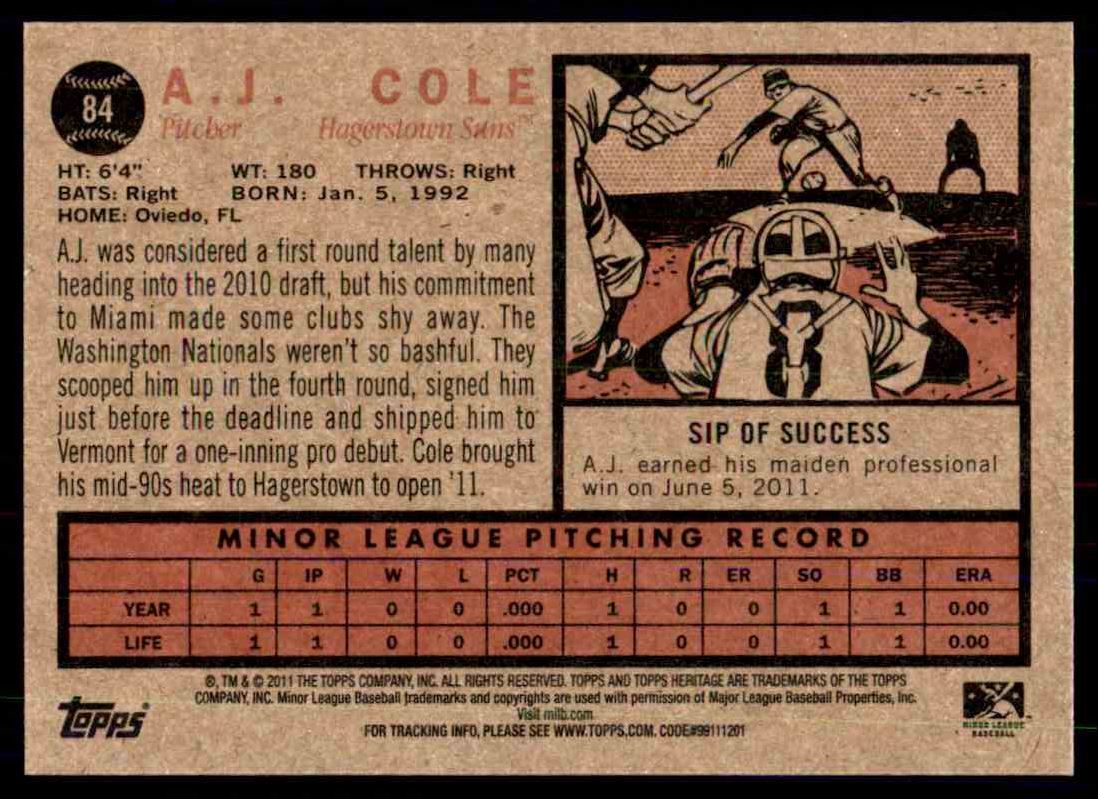 84
A.J. COLE
Pitcher Hagerstown Suns™
HT: 6'4" WT: 180 THROWS: Right
BATS: Right BORN: Jan. 5, 1992
HOME: Oviedo, FL
A.J. was considered a first round talent by many
heading into the 2010 draft, but his commitment
to Miami made some clubs shy away. The
Washington Nationals weren't so bashful. They
scooped him up in the fourth round, signed him
just before the deadline and shipped him to
Vermont for a one-inning pro debut. Cole brought
his mid-90s heat to Hagerstown to open '11.
8
SIP OF SUCCESS
A.J. earned his maiden professional
win on June 5, 2011.
MINOR LEAGUE PITCHING RECORD
G IP W L PCT H R ER SO BB ERA
YEAR 1 1 0 0 .000 1 0 0 1 1 0.00
LIFE 1 1 0 0 .000 1 0 0 1 1 0.00
®, TM & © 2011 THE TOPPS COMPANY, INC. ALL RIGHTS RESERVED. TOPPS AND TOPPS HERITAGE ARE TRADEMARKS OF THE TOPPS
COMPANY, INC. Minor League Baseball trademarks and copyrights are used with permission of Major League Baseball Properties, Inc.
Visit milb.com
FOR TRACKING INFO, PLEASE SEE WWW.TOPPS.COM. CODE#99111201
TOPPS®
MINOR LEAGUE
BASEBALL